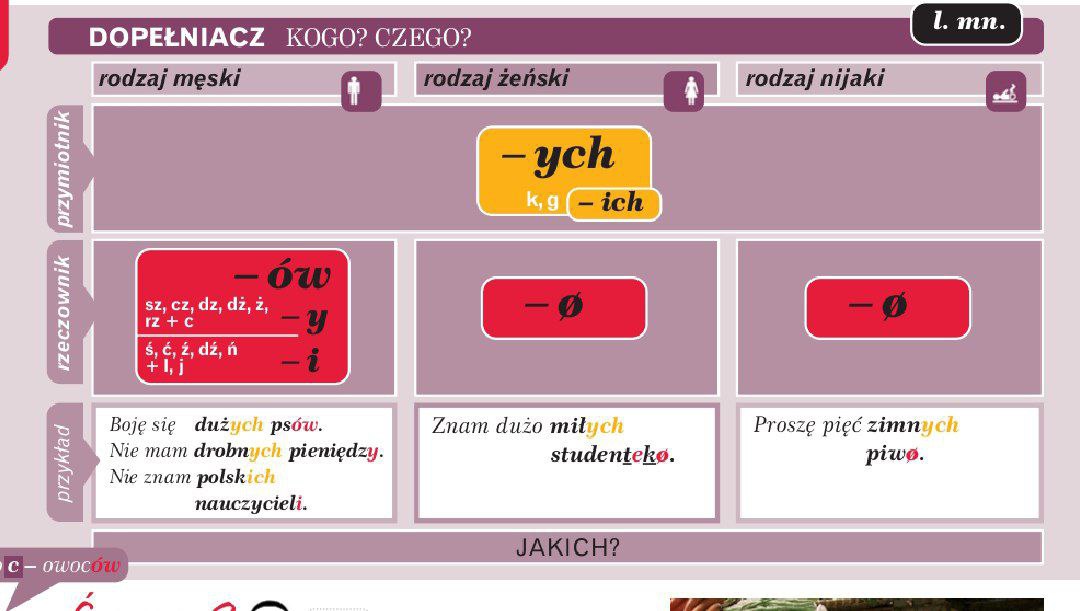 DOPEŁNIACZ KOGO? CZEGO?
l. mn.
rodzaj męski
rodzaj żeński
rodzaj nijaki
przymiotnik
– ych
k, g – ich
rzeczownik
– ów
sz, cz, dz, dż, ż,
rz + c – y
ś, ć, ź, dź, ń
+ l, j – i
– ø
– ø
przykład
Boję się dużych psów.
Nie mam drobnych pieniędzy.
Nie znam polskich
nauczycieli.
Znam dużo miłych
studentekø.
Proszę pięć zimnych
piwø.
JAKICH?
c – owoców